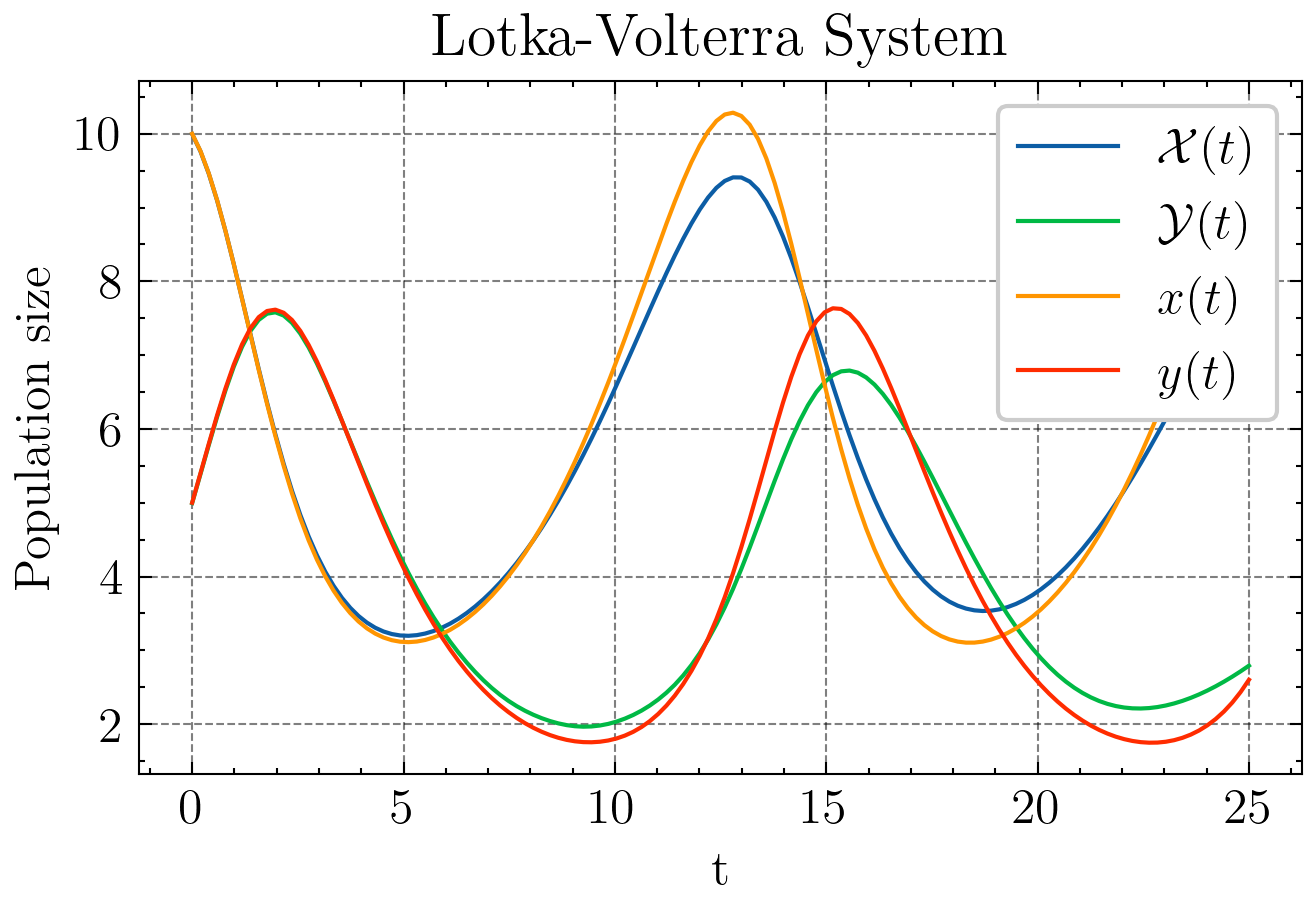 Lotka-Volterra System
Population size
10
8
6
4
2
𝒳(t)
𝒴(t)
x(t)
y(t)
0 5 10 15 20 25
t